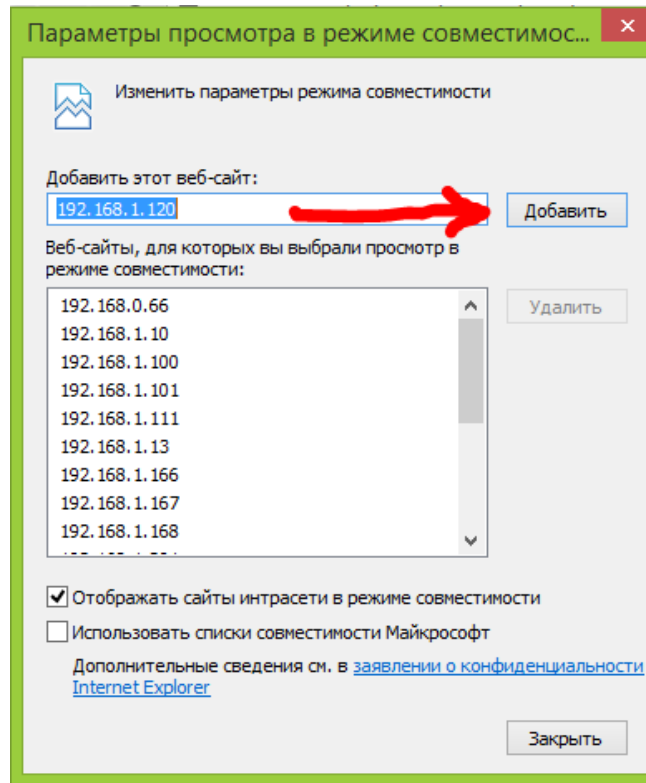 Параметры просмотра в режиме совместимос...
Изменить параметры режима совместимости
Добавить этот веб-сайт:
192.168.1.120
Добавить
Веб-сайты, для которых вы выбрали просмотр в
режиме совместимости:
192.168.0.66
Удалить
192.168.1.10
192.168.1.100
192.168.1.101
192.168.1.111
192.168.1.13
192.168.1.166
192.168.1.167
192.168.1.168
Отображать сайты интрасети в режиме совместимости
Использовать списки совместимости Майкрософт
Дополнительные сведения см. в заявлении о конфиденциальности
Internet Explorer
Закрыть